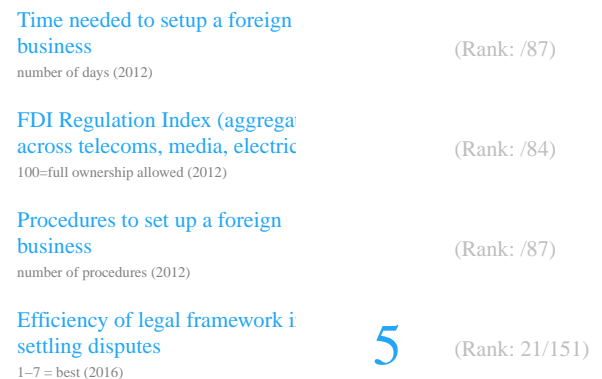 Time needed to setup a foreign
business
number of days (2012)
(Rank: /87)
FDI Regulation Index
across telecoms, media,
100=full ownership allowed (2012)
(Rank: /84)
Procedures to set up a foreign
business
number of procedures (2012)
(Rank: /87)
Efficiency of legal framework
settling disputes
1–7 = best (2016)
5
(Rank: 21/151)